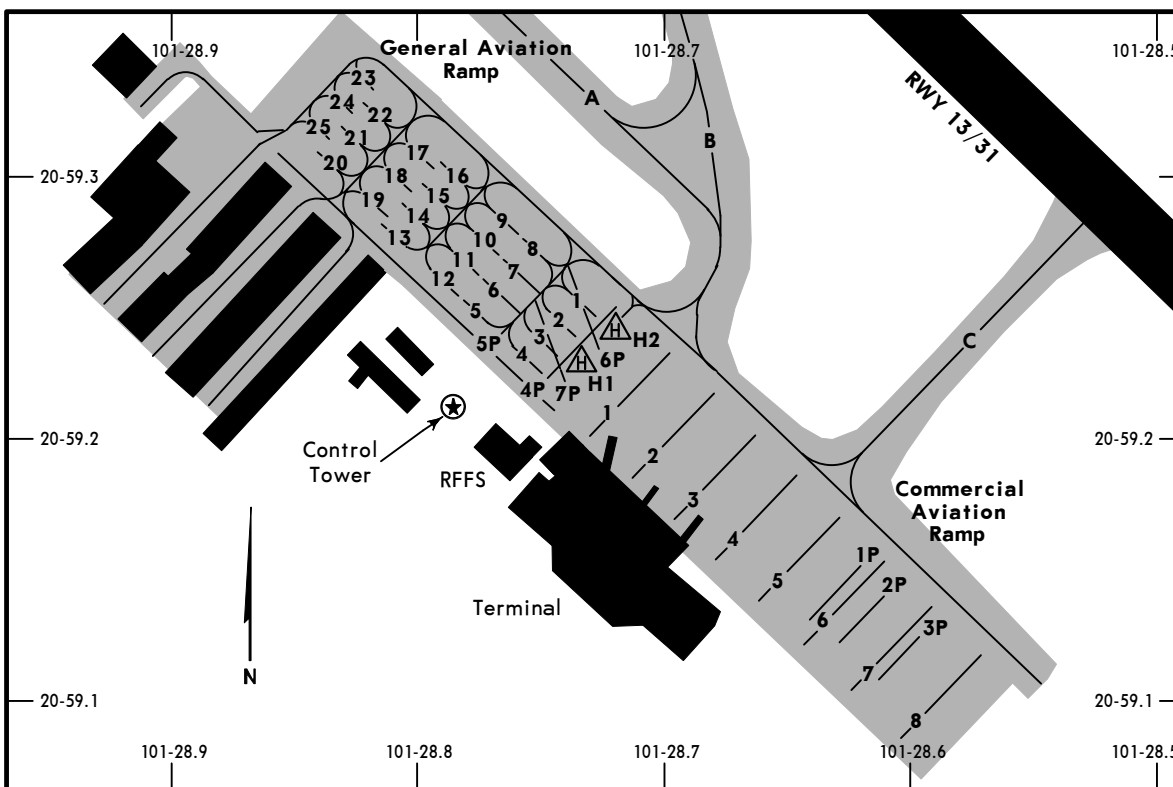 101-28.9
General Aviation
Ramp
101-28.7
101-28.5
RWY 13/31
A
B
C
23
24
22
25
21
20
17
18
16
15
19
14
13
9
10
8
11
7
12
6
5
1
2
3
4
5P
4P
7P
6P
H
H2
H
H1
20-59.3
20-59.2
20-59.2
Control
Tower
RFFS
Terminal
N
Commercial
Aviation
Ramp
1
2
3
4
5
6
7
8
1P
2P
3P
20-59.1
20-59.1
101-28.9
101-28.8
101-28.7
101-28.6
101-28.5